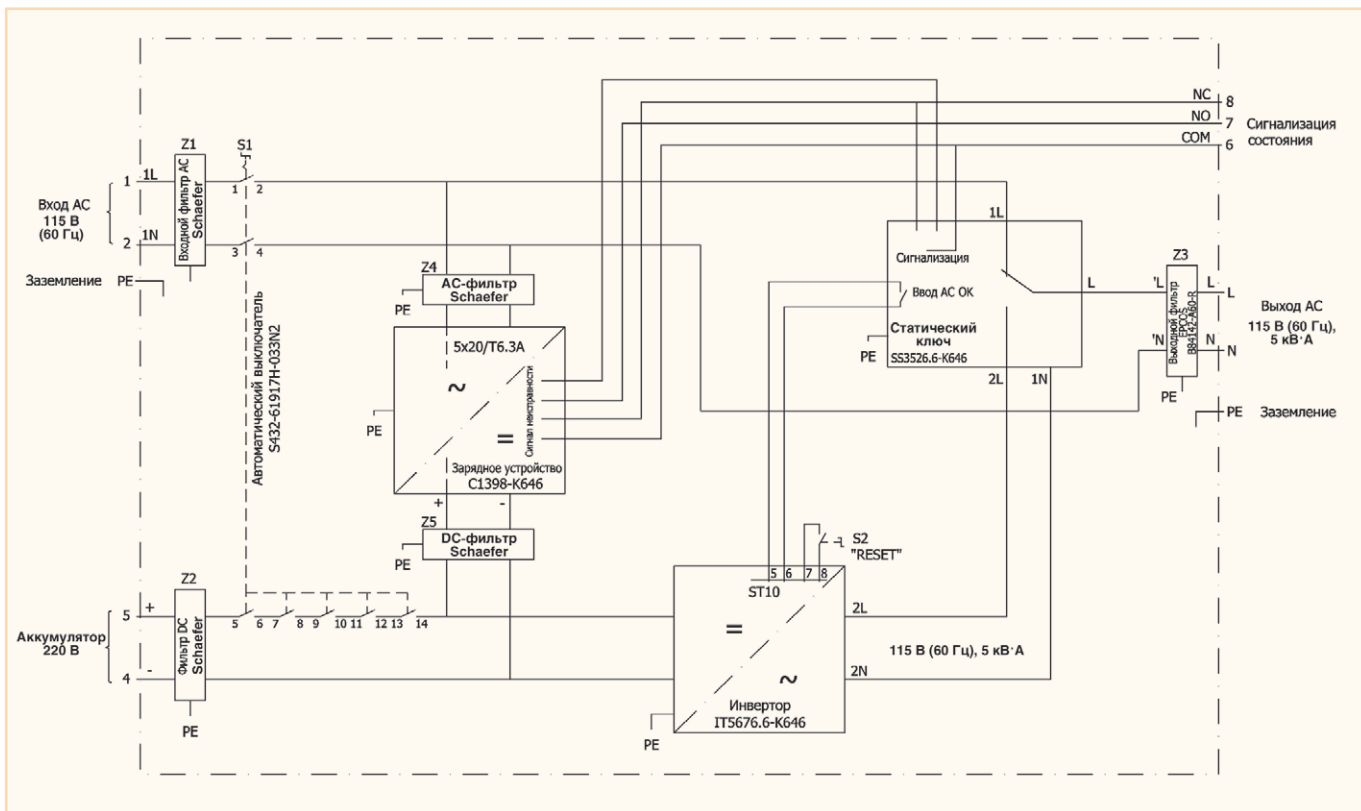 NC
8
NO
7
Сигнализация
состояния
COM
6
Z1
S1
1
1L
Входной фильтр AC
Schaefer
1
2
Вход AC
115 В
(60 Гц)
1N
2
3
4
Заземление
PE
PE
Автоматический выключатель
S432-61917H-033N2
Z4
AC-фильтр
Schaefer
PE
5x20/T6.3A
~
=
Сигнал неисправности
PE
Зарядное устройство
C1398-K646
+
-
Z5
DC-фильтр
Schaefer
PE
1L
Сигнализация
Ввод AC ОК
Статический
ключ
SS3526.6-K646
PE
2L
1N
L
Z3
'L
L
L
Выходной фильтр
EPCOS
B84142-A60-R
'N
N
N
PE
Выход AC
115 В (60 Гц),
5 кВ·А
PE
Заземление
Z2
5
+
Фильтр DC
Schaefer
Аккумулятор
220 В
4
-
PE
5
6
7
8
9
10
11
12
13
14
S2
"RESET"
5
6
7
8
ST10
=
~
Инвертор
IT5676.6-K646
PE
2L
115 В (60 Гц), 5 кВ·А
2N